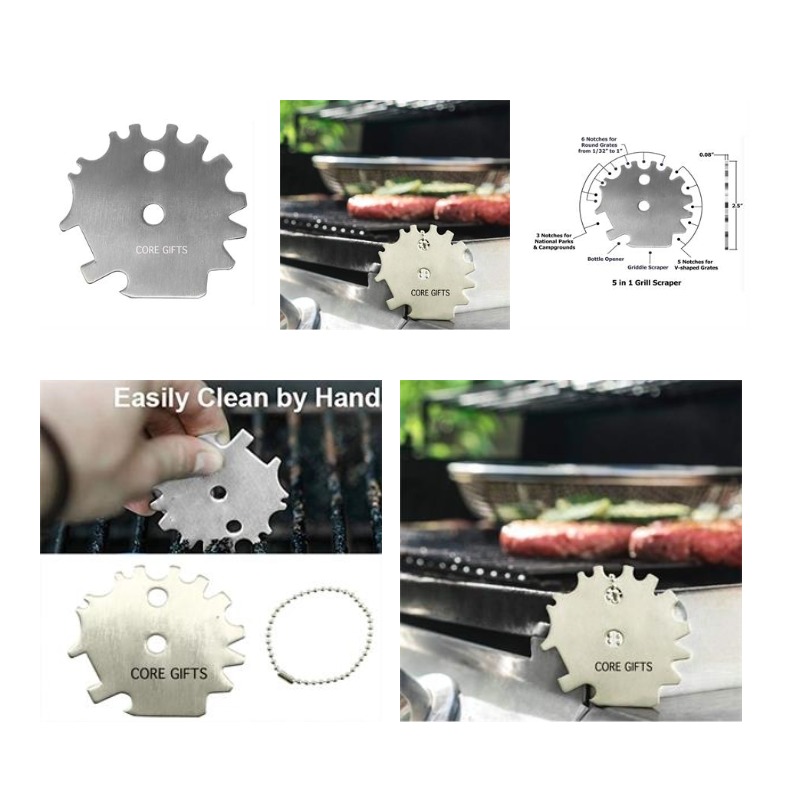 CORE GIFTS
CORE GIFTS
6 Notches for
Round Grates
from 1/32" to 1"
0.08"
2.5"
3 Notches for
National Parks
& Campgrounds
Bottle Opener
Griddle Scraper
5 Notches for
V-shaped Grates
5 in 1 Grill Scraper
Easily Clean by Hand
CORE GIFTS
CORE GIFTS